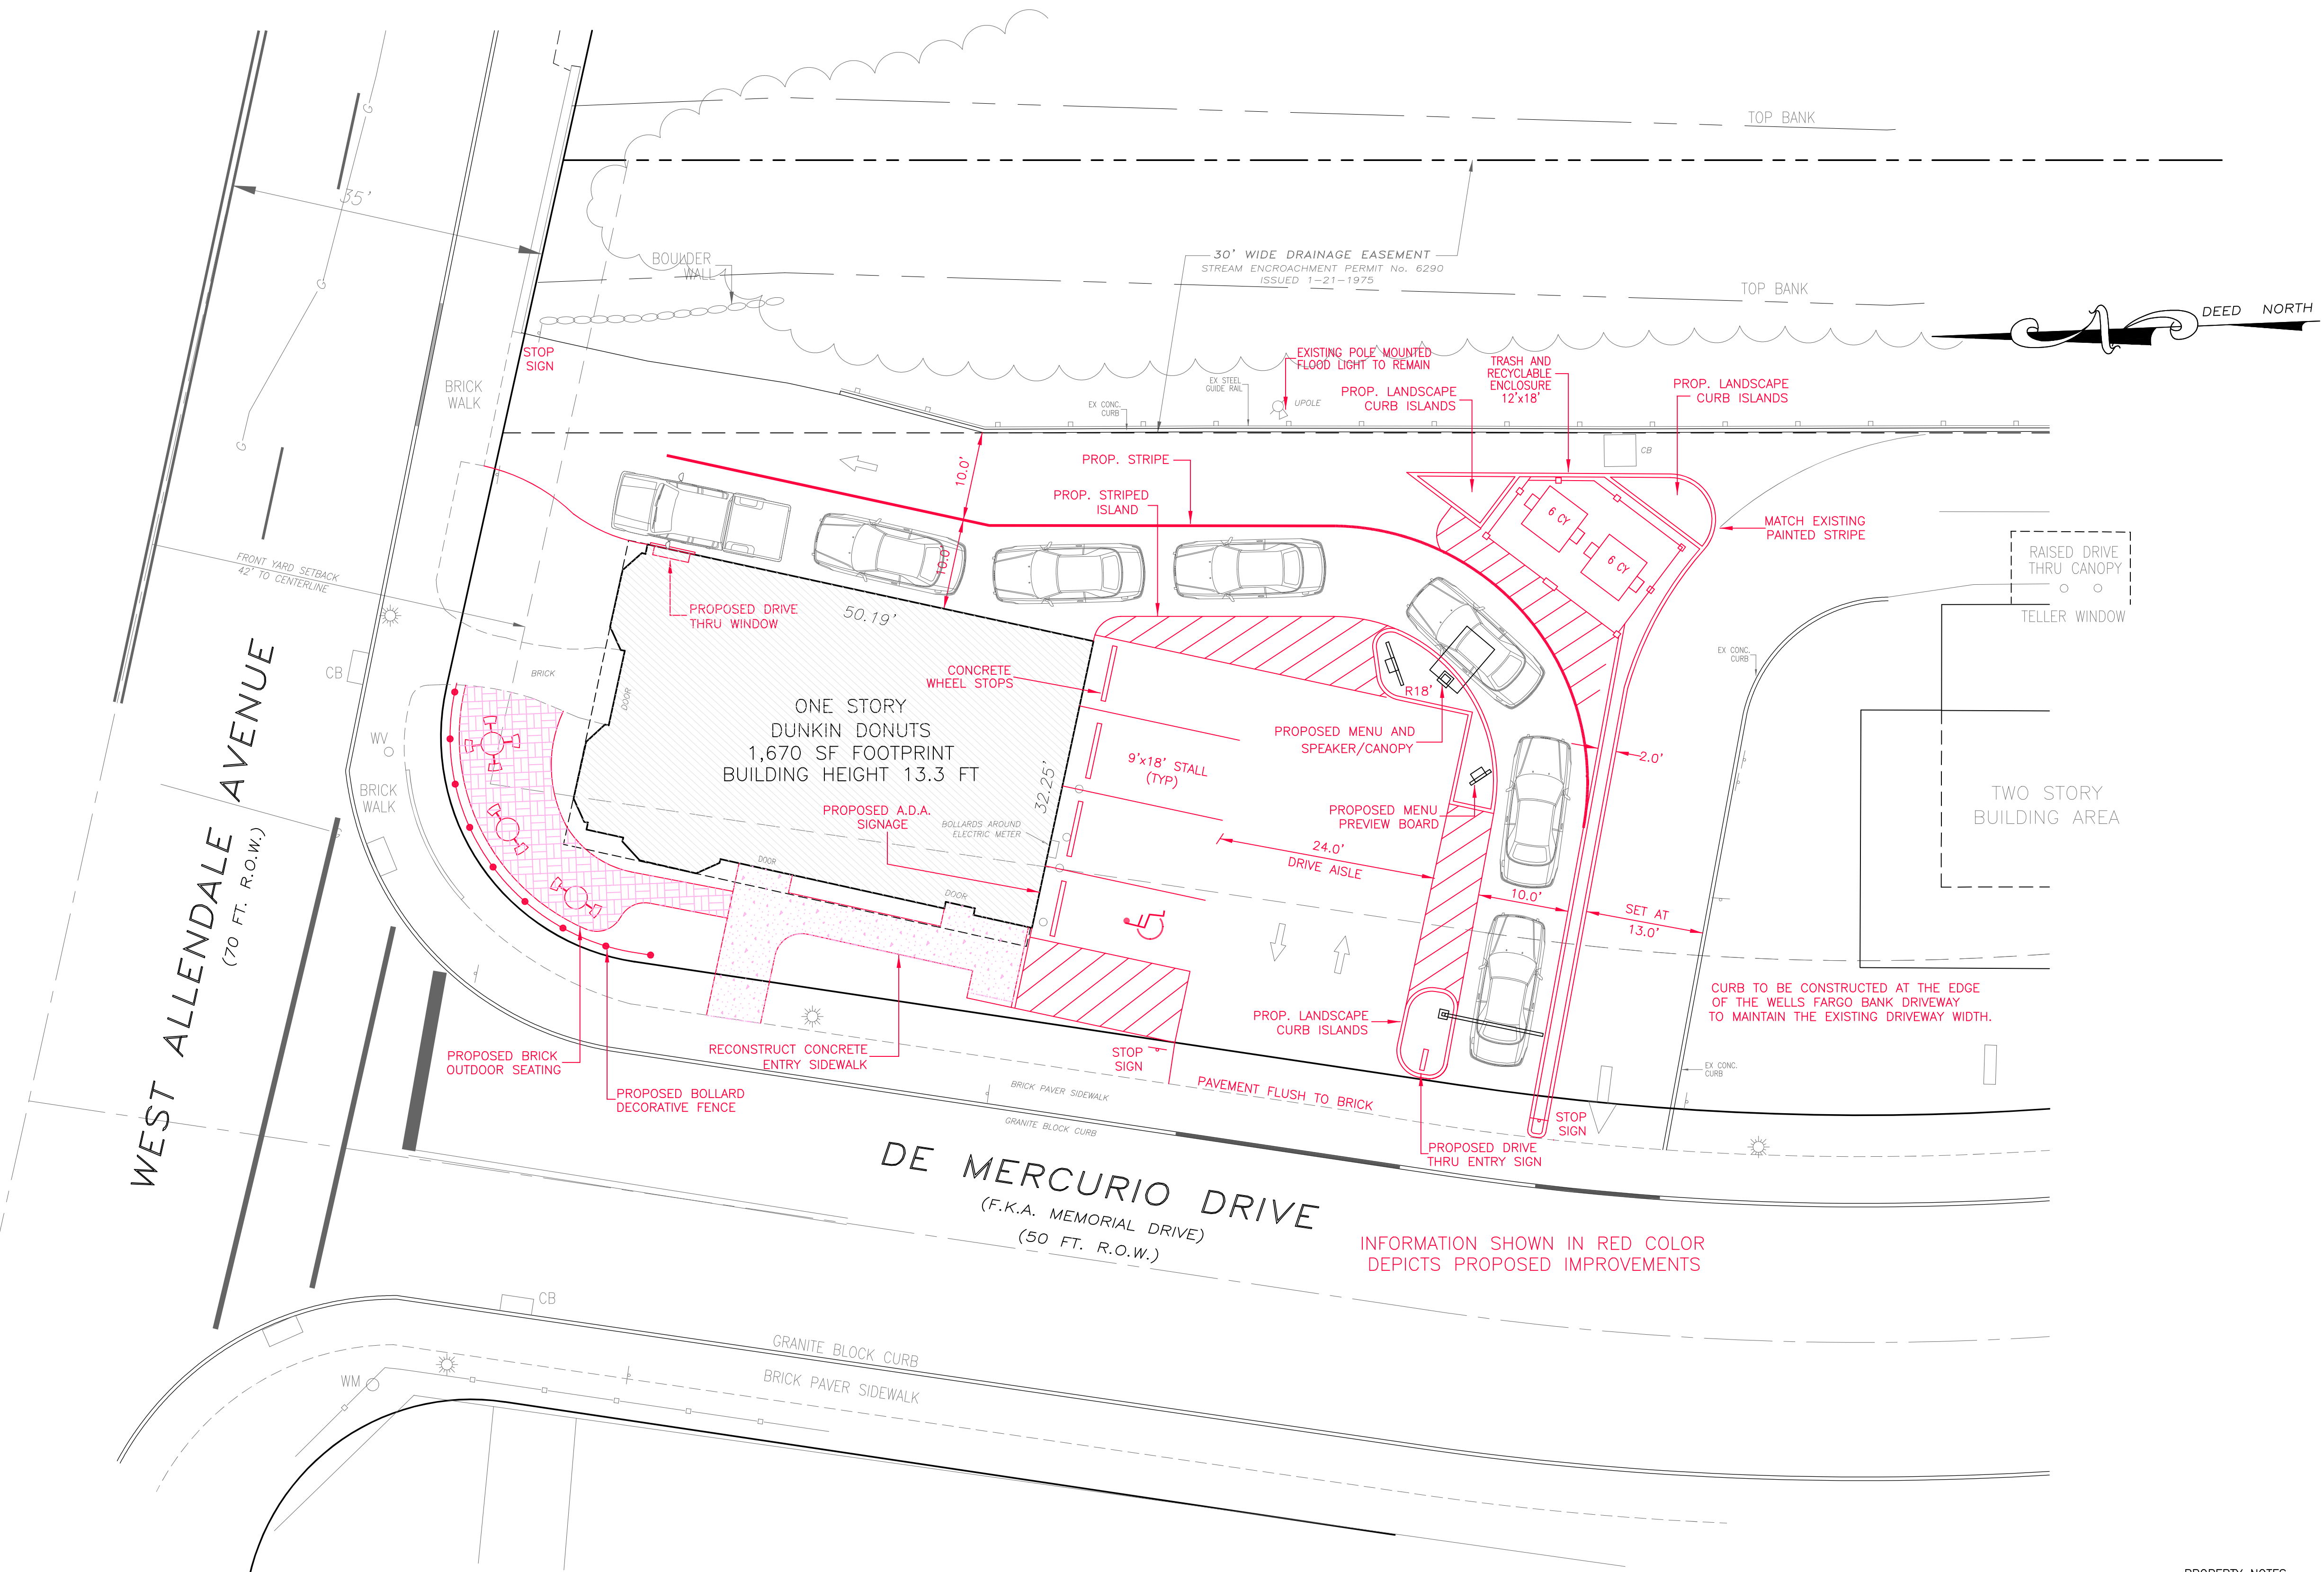 TOP BANK
35'
G
G
G
BOULDER
WALL
30' WIDE DRAINAGE EASEMENT
STREAM ENCROACHMENT PERMIT No. 6290
ISSUED 1-21-1975
TOP BANK
DEED NORTH
STOP
SIGN
BRICK
WALK
EXISTING POLE MOUNTED
FLOOD LIGHT TO REMAIN
EX STEEL
GUIDE RAIL
EX CONC.
CURB
UPOLE
PROP. LANDSCAPE
CURB ISLANDS
TRASH AND
RECYCLABLE
ENCLOSURE
12'x18'
PROP. LANDSCAPE
CURB ISLANDS
CB
PROP. STRIPE
10.0'
PROP. STRIPED
ISLAND
6 CY
6 CY
MATCH EXISTING
PAINTED STRIPE
RAISED DRIVE
THRU CANOPY
TELLER WINDOW
FRONT YARD SETBACK
42' TO CENTERLINE
10.0'
PROPOSED DRIVE
THRU WINDOW
50.19'
EX CONC.
CURB
CB
BRICK
DOOR
CONCRETE
WHEEL STOPS
R18'
ONE STORY
DUNKIN DONUTS
1,670 SF FOOTPRINT
BUILDING HEIGHT 13.3 FT
PROPOSED MENU AND
SPEAKER/CANOPY
WV
9'x18' STALL
(TYP)
2.0'
BRICK
WALK
32.25'
PROPOSED A.D.A.
SIGNAGE
BOLLARDS AROUND
ELECTRIC METER
PROPOSED MENU
PREVIEW BOARD
TWO STORY
BUILDING AREA
24.0'
DRIVE AISLE
DOOR
DOOR
10.0'
SET AT
13.0'
WEST ALLENDALE AVENUE
(70 FT. R.O.W.)
CURB TO BE CONSTRUCTED AT THE EDGE
OF THE WELLS FARGO BANK DRIVEWAY
TO MAINTAIN THE EXISTING DRIVEWAY WIDTH.
PROP. LANDSCAPE
CURB ISLANDS
PROPOSED BRICK
OUTDOOR SEATING
RECONSTRUCT CONCRETE
ENTRY SIDEWALK
STOP
SIGN
EX CONC.
CURB
PROPOSED BOLLARD
DECORATIVE FENCE
BRICK PAVER SIDEWALK
PAVEMENT FLUSH TO BRICK
GRANITE BLOCK CURB
STOP
SIGN
PROPOSED DRIVE
THRU ENTRY SIGN
DE MERCURIO DRIVE
(F.K.A. MEMORIAL DRIVE)
(50 FT. R.O.W.)
INFORMATION SHOWN IN RED COLOR
DEPICTS PROPOSED IMPROVEMENTS
CB
GRANITE BLOCK CURB
WM
BRICK PAVER SIDEWALK
PROPERTY NOTES